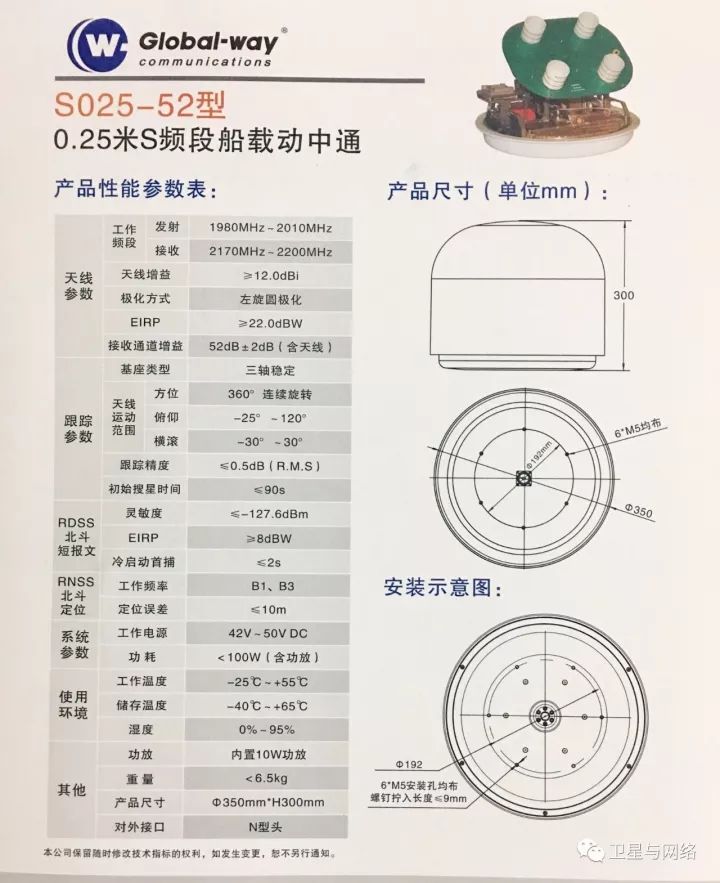 W.
Global-way®
communications
S025-52型
0.25米S频段船载动中通
产品性能参数表：
天线参数
工作频段 发射 1980MHz~2010MHz
接收 2170MHz~2200MHz
天线增益 ≥12.0dBi
极化方式 左旋圆极化
EIRP ≥22.0dBW
接收通道增益 52dB±2dB（含天线）
跟踪参数
基座类型 三轴稳定
天线运动范围 方位 360° 连续旋转
俯仰 -25° ~120°
横滚 -30° ~30°
跟踪精度 ≤0.5dB (R.M.S)
初始搜星时间 ≤90s
RDSS北斗短报文
灵敏度 ≤-127.6dBm
EIRP ≥8dBW
冷启动首捕 ≤2s
RNSS北斗定位
工作频率 B1、B3
定位误差 ≤10m
系统参数
工作电源 42V~50V DC
功耗 <100W（含功放）
使用环境
工作温度 -25℃~+55℃
储存温度 -40℃~+65℃
湿度 0%~95%
其他
功放 内置10W功放
重量 <6.5kg
产品尺寸 Φ350mm*H300mm
对外接口 N型头
产品尺寸（单位mm）：
300
6*M5均布
Φ192mm
Φ350
安装示意图：
Φ192
6*M5安装孔均布
螺钉拧入长度≤9mm
本公司保留随时修改技术指标的权利，如发生变更，恕不另行通知。
卫星与网络